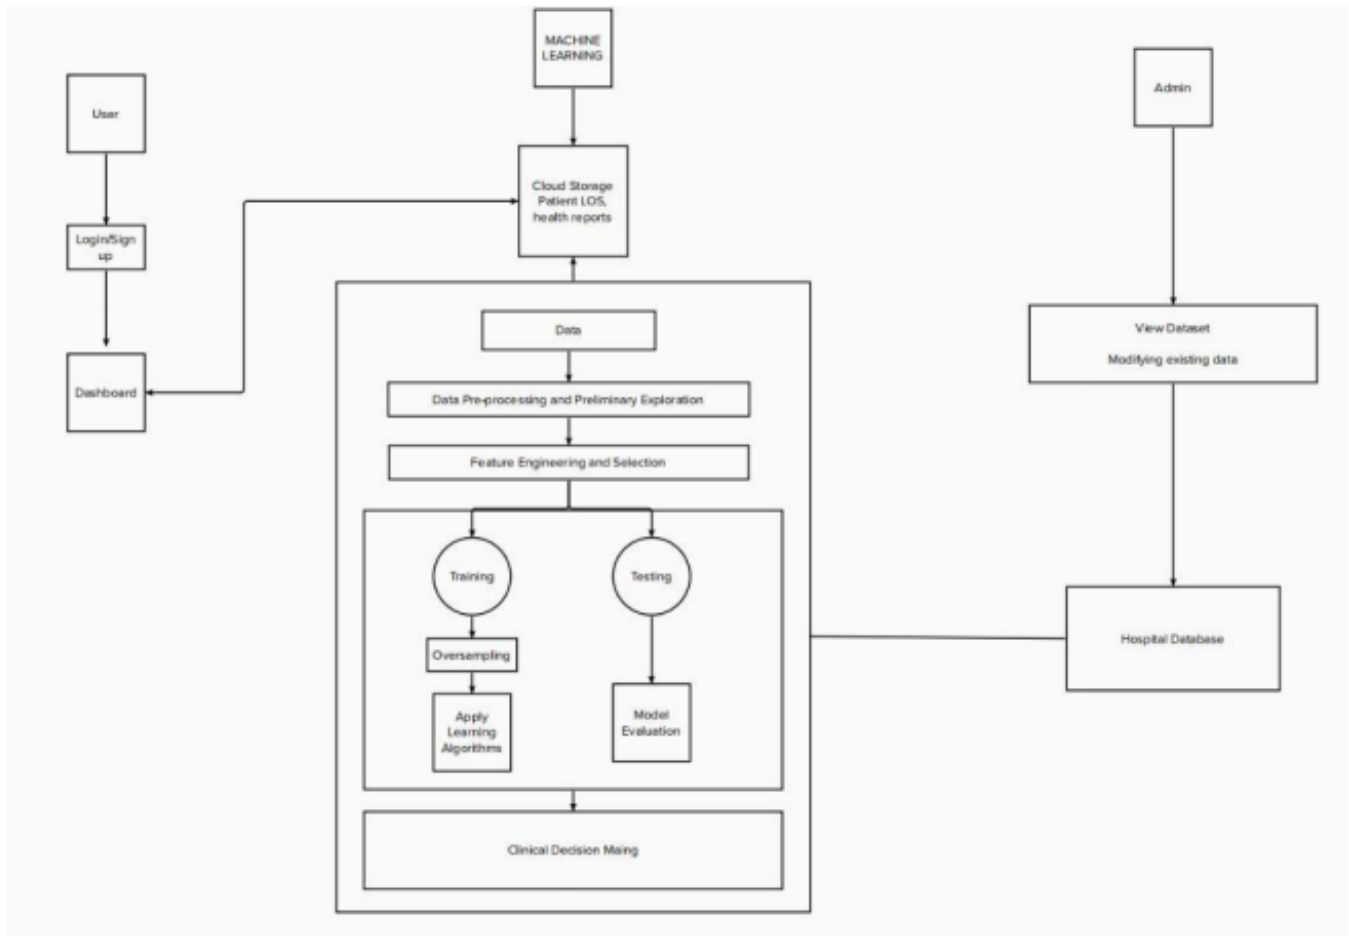 MACHINE
LEARNING
Admin
User
Cloud Storage
Patient LOS,
health reports
Login/Sign
up
Data
View Dataset
Modifying existing data
Dashboard
Data Pre-processing and Preliminary Exploration
Feature Engineering and Selection
Training
Testing
Oversampling
Hospital Database
Apply
Learning
Algorithms
Model
Evaluation
Clinical Decision Maing